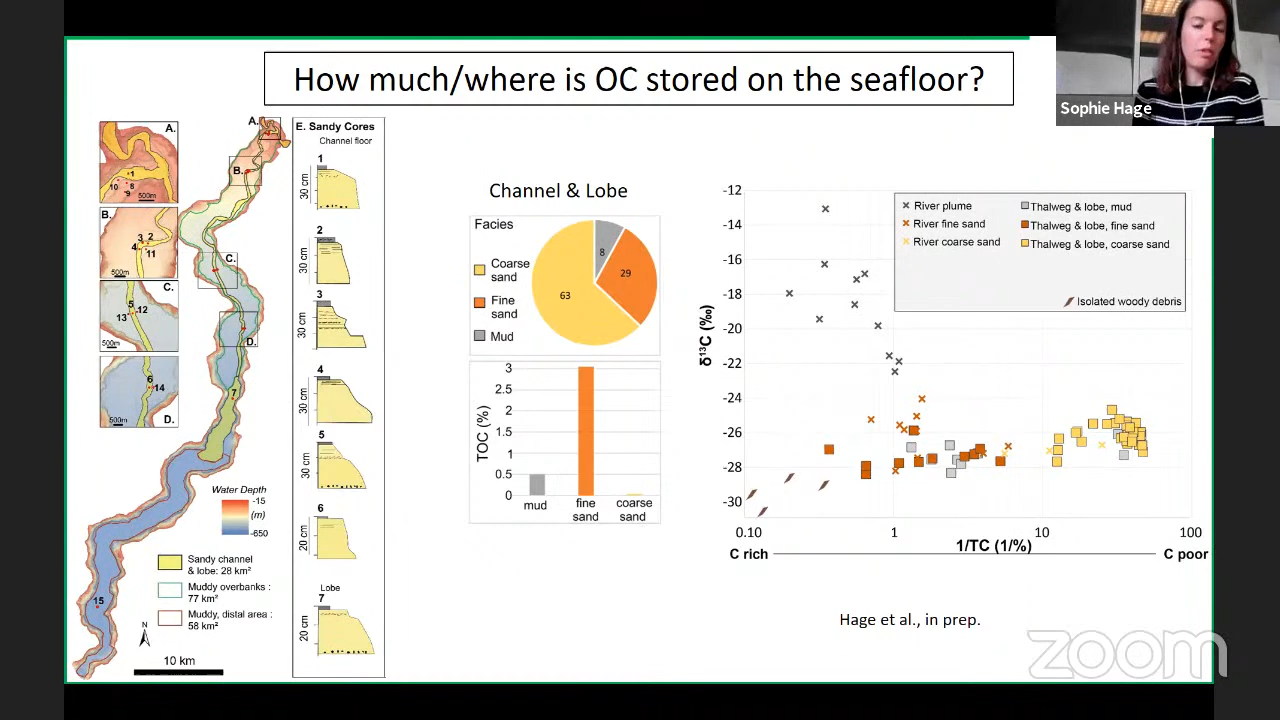 How much/where is OC stored on the seafloor?
Sophie Hage
A.
1
10
8
9
500m
B.
3
2
4
11
500m
C.
5
12
13
500m
6
14
500m
D.
A.
B.
C.
D.
7
15
Water Depth
-15
(m)
-650
Sandy channel
& lobe: 28 km²
Muddy overbanks :
77 km²
Muddy, distal area :
58 km²
N
10 km
E. Sandy Cores
Channel floor
1
30 cm
2
30 cm
3
30 cm
4
30 cm
5
30 cm
6
20 cm
Lobe
7
20 cm
Channel & Lobe
Facies
Coarse
sand
Fine
sand
Mud
8
29
63
TOC (%)
3
2.5
2
1.5
1
0.5
0
mud
fine
sand
coarse
sand
δ¹³C (‰)
-12
-14
-16
-18
-20
-22
-24
-26
-28
-30
River plume
River fine sand
River coarse sand
Thalweg & lobe, mud
Thalweg & lobe, fine sand
Thalweg & lobe, coarse sand
Isolated woody debris
0.10
1
10
100
1/TC (1/%)
C rich
C poor
Hage et al., in prep.
zoom